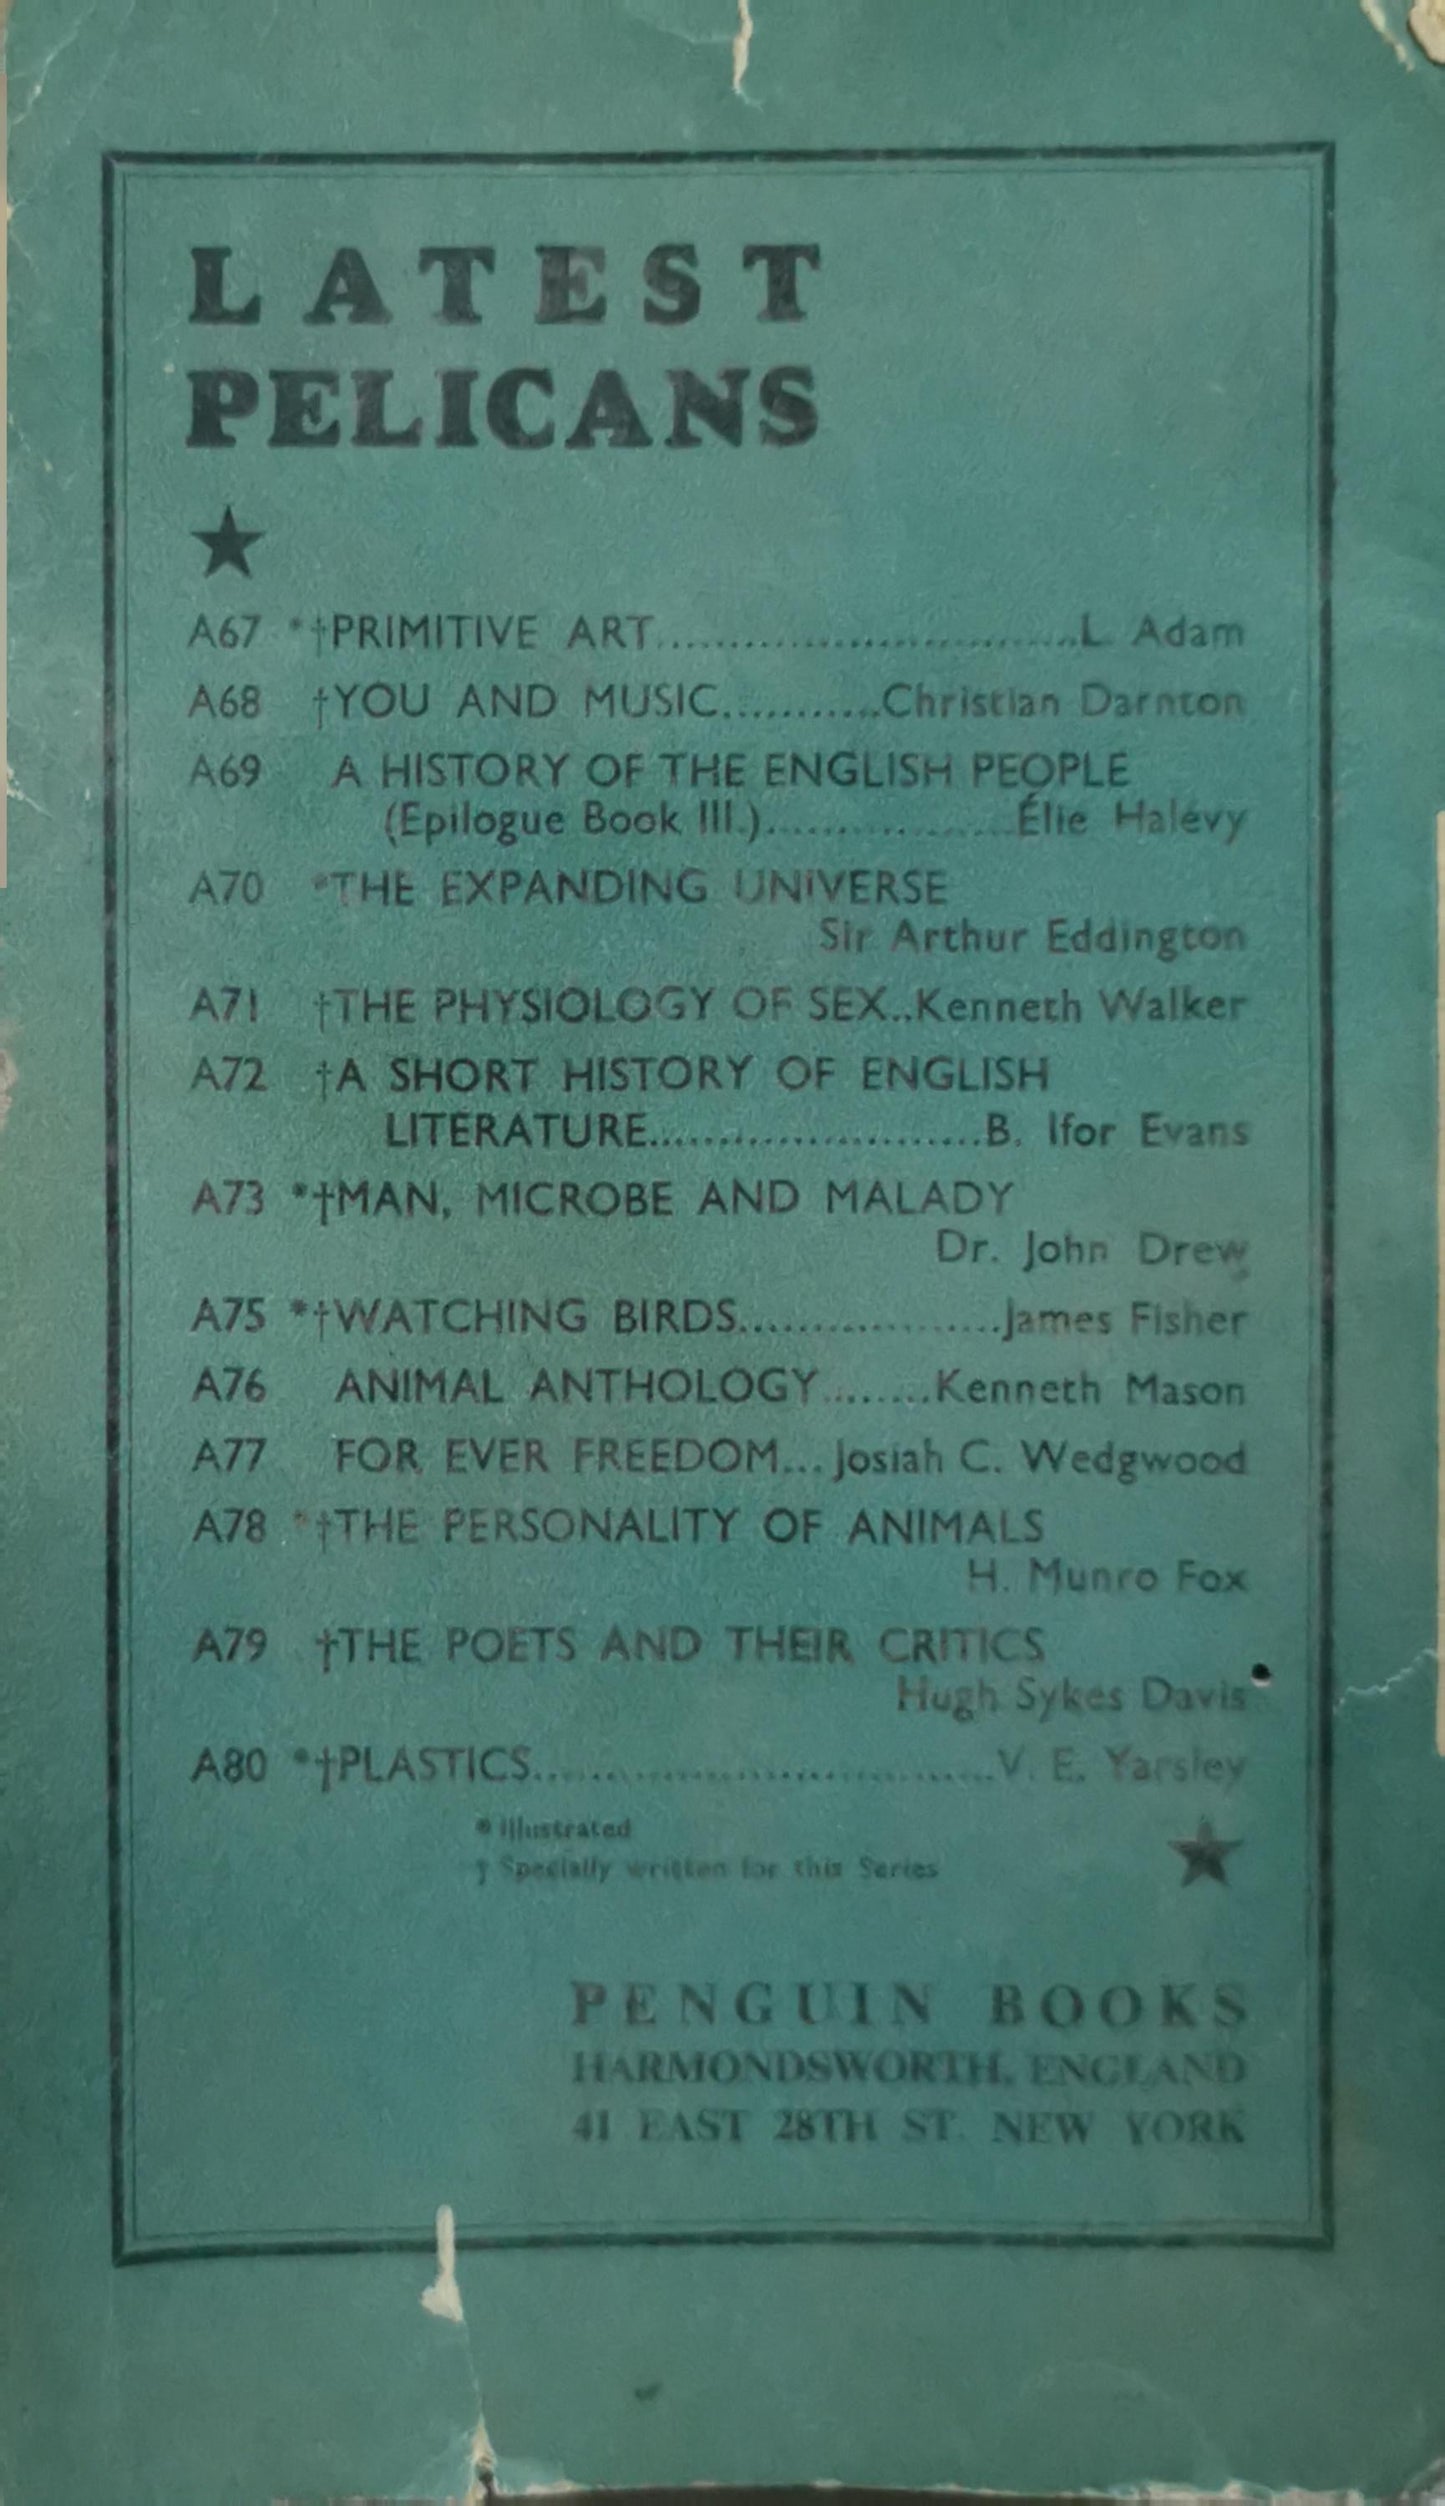 LATEST
PELICANS
★
A67 *†PRIMITIVE ART.............................L. Adam
A68 †YOU AND MUSIC...........Christian Darnton
A69 A HISTORY OF THE ENGLISH PEOPLE
(Epilogue Book III.)..................Élie Halévy
A70 *THE EXPANDING UNIVERSE
Sir Arthur Eddington
A71 †THE PHYSIOLOGY OF SEX..Kenneth Walker
A72 †A SHORT HISTORY OF ENGLISH
LITERATURE........................B. Ifor Evans
A73 *†MAN, MICROBE AND MALADY
Dr. John Drew
A75 *†WATCHING BIRDS...................James Fisher
A76 ANIMAL ANTHOLOGY........Kenneth Mason
A77 FOR EVER FREEDOM...Josiah C. Wedgwood
A78 *†THE PERSONALITY OF ANIMALS
H. Munro Fox
A79 †THE POETS AND THEIR CRITICS
Hugh Sykes Davis
A80 *†PLASTICS.................................V. E. Yarsley
* Illustrated
† Specially written for this Series
★
PENGUIN BOOKS
HARMONDSWORTH, ENGLAND
41 EAST 28TH ST. NEW YORK